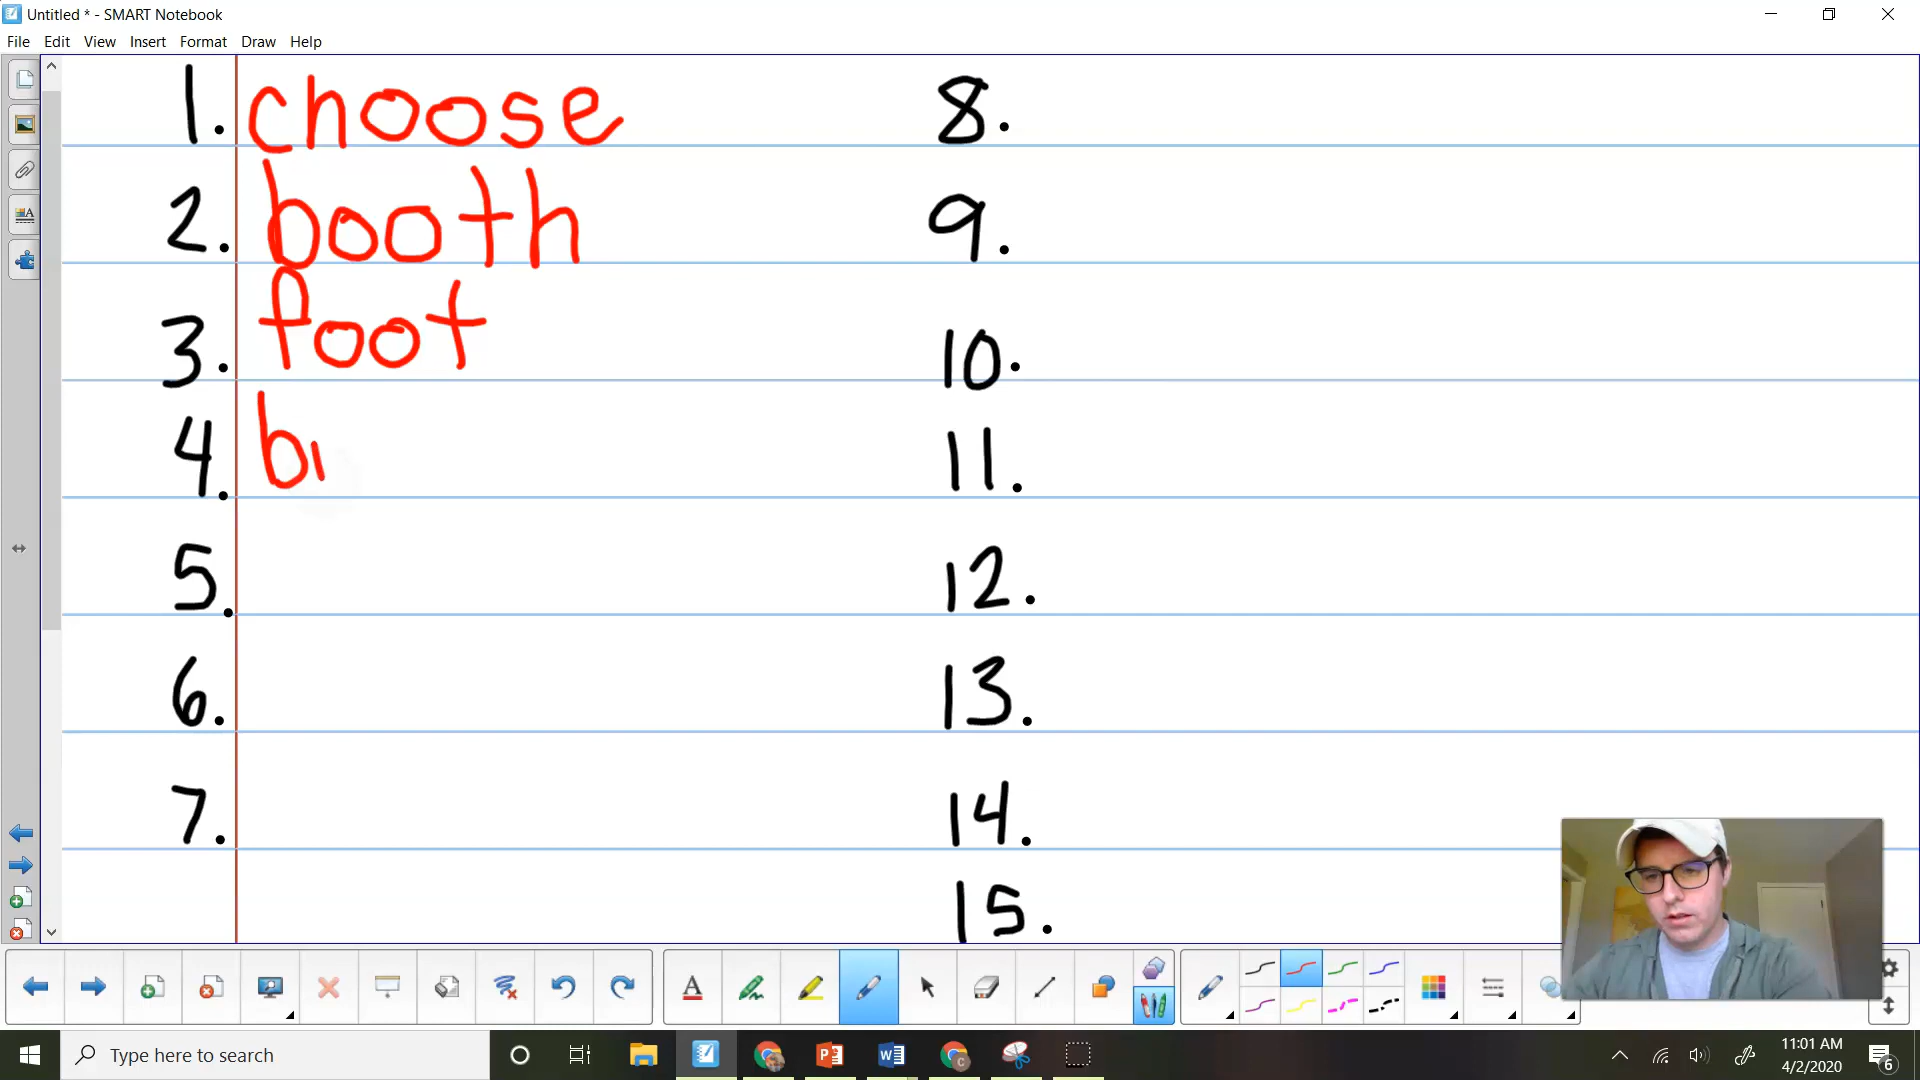 Untitled * - SMART Notebook
File Edit View Insert Format Draw Help
1. choose
2. booth
3. foot
4.
5.
6.
7.
8.
9.
10.
11.
12.
13.
14.
15.
Type here to search
11:01 AM
4/2/2020
6